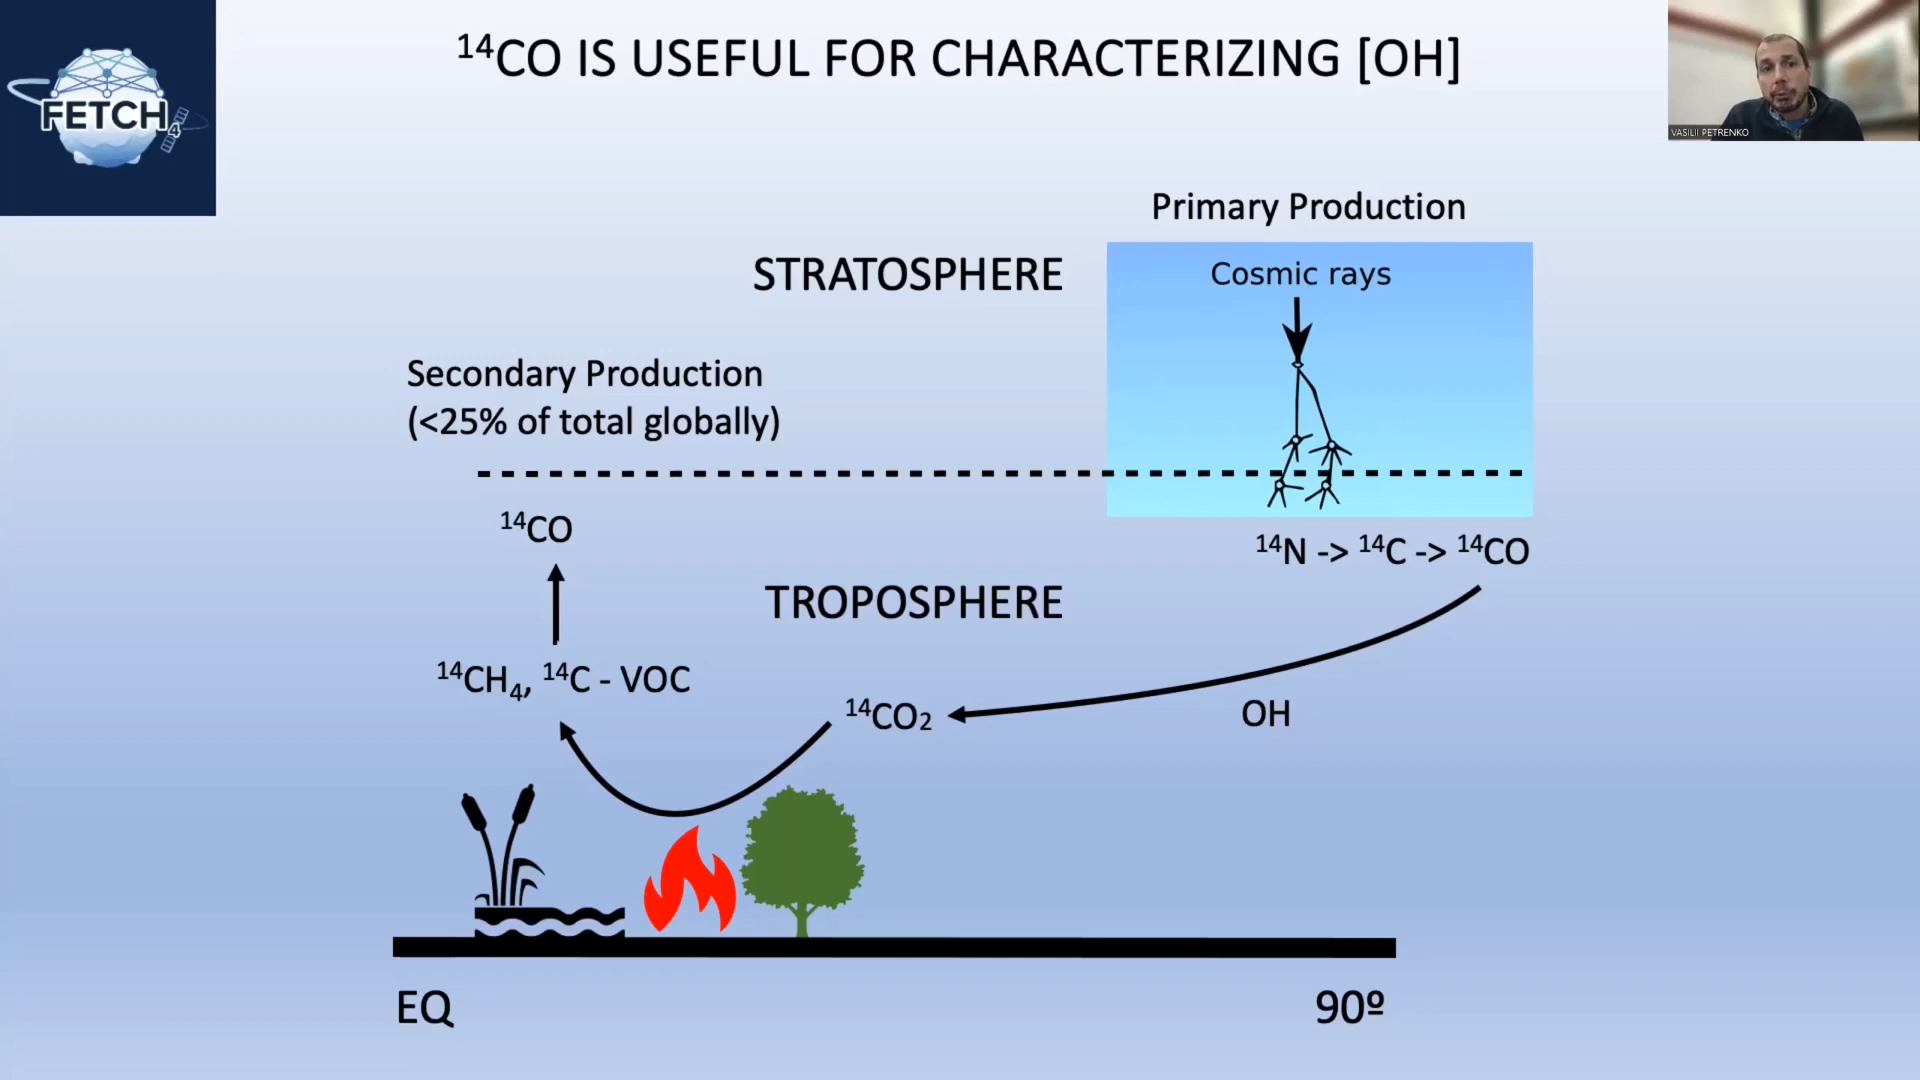 ¹⁴CO IS USEFUL FOR CHARACTERIZING [OH]
FETCH₄
VASILII PETRENKO
Primary Production
STRATOSPHERE
Cosmic rays
Secondary Production
(<25% of total globally)
¹⁴CO
¹⁴N -> ¹⁴C -> ¹⁴CO
TROPOSPHERE
¹⁴CH₄, ¹⁴C - VOC
¹⁴CO₂
OH
EQ
90º